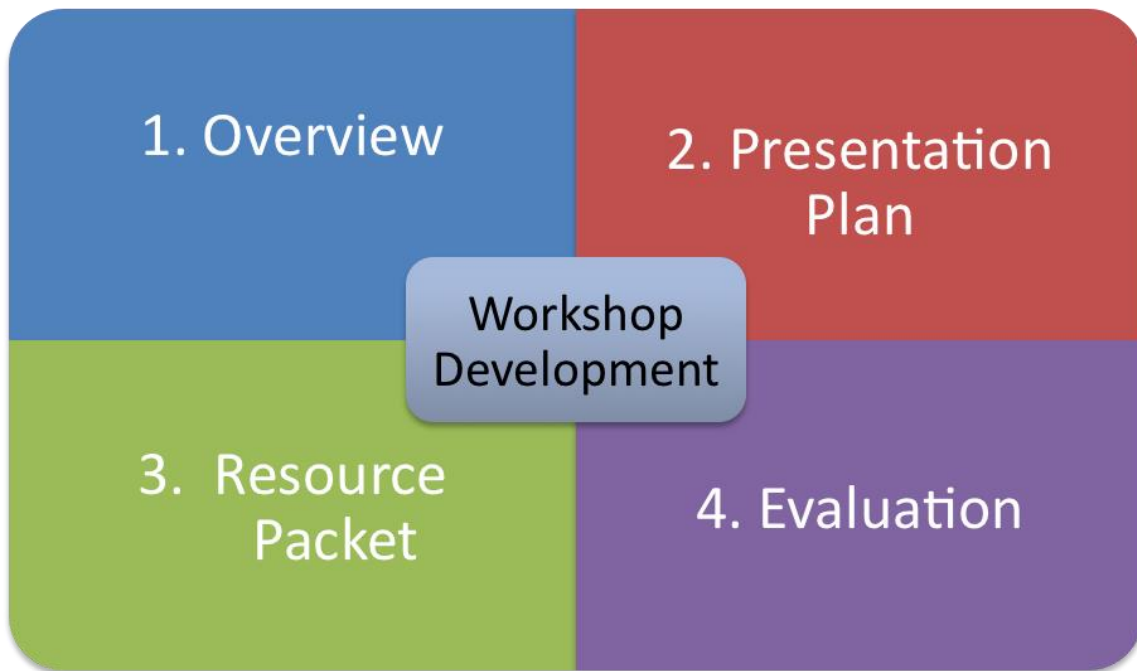 1. Overview
2. Presentation
Plan
Workshop
Development
3. Resource
Packet
4. Evaluation